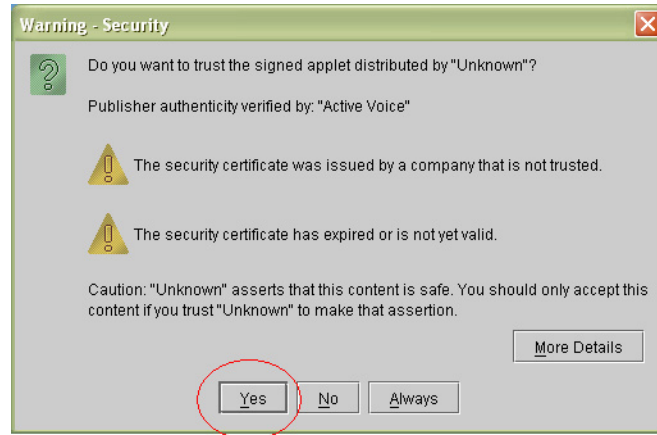 Warning - Security
Do you want to trust the signed applet distributed by "Unknown"?
Publisher authenticity verified by: "Active Voice"
The security certificate was issued by a company that is not trusted.
The security certificate has expired or is not yet valid.
Caution: "Unknown" asserts that this content is safe. You should only accept this
content if you trust "Unknown" to make that assertion.
More Details
Yes No Always